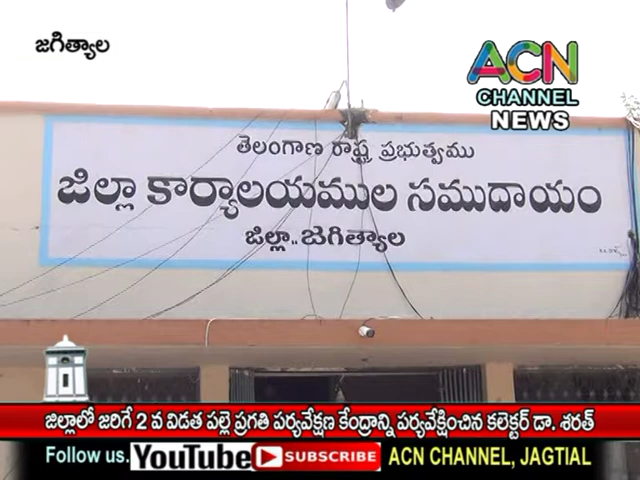 జగిత్యాల
ACN
CHANNEL
NEWS
తెలంగాణ రాష్ట్ర ప్రభుత్వము
జిల్లా కార్యాలయముల సముదాయం
జిల్లా..జెగిత్యాల
జిల్లాలో జరిగే 2 వ విడత పల్లె ప్రగతి పర్యవేక్షణ కేంద్రాన్ని పర్యవేక్షించిన కలెక్టర్ డా. శరత్
Follow us. YouTube SUBSCRIBE ACN CHANNEL, JAGTIAL